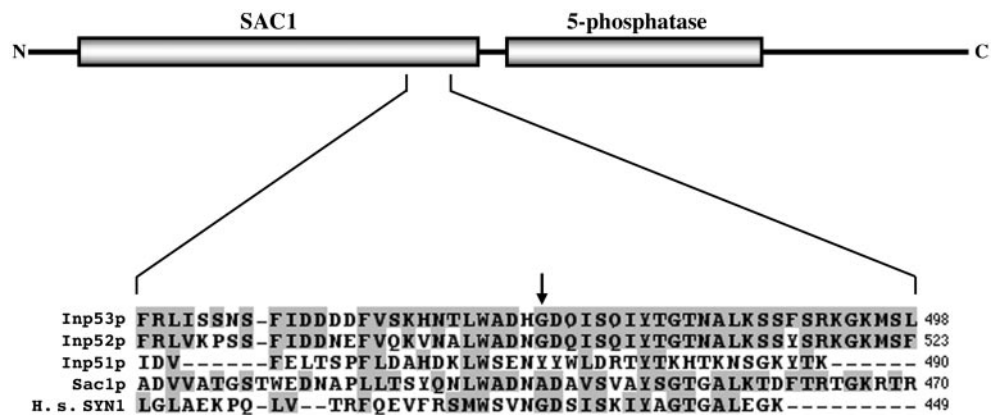 SAC1 5-phosphatase
N C
Inp53p FRLISSNS-FIDDDDFVSKHNTLWADHGDQISQIYTGTNALKSSFSRKGKMSL 498
Inp52p FRLVKPSS-FIDDNEFVQKVNALWADNGDQISQIYTGTNALKSSYSRKGKMSF 523
Inp51p IDV------FELTSPFLDAHDKLWSENYYWLDRTYTKHTKNSGKYTK------ 490
Sac1p ADVVATGSTWEDNAPLLTSYQNLWADNADAVSVAYSGTGALKTDFTRTGKRTR 470
H.s.SYN1 LGLAEKPQ-LV--TRFQEVFRSMWSVNGDSISKIYAGTGALEGK--------- 449